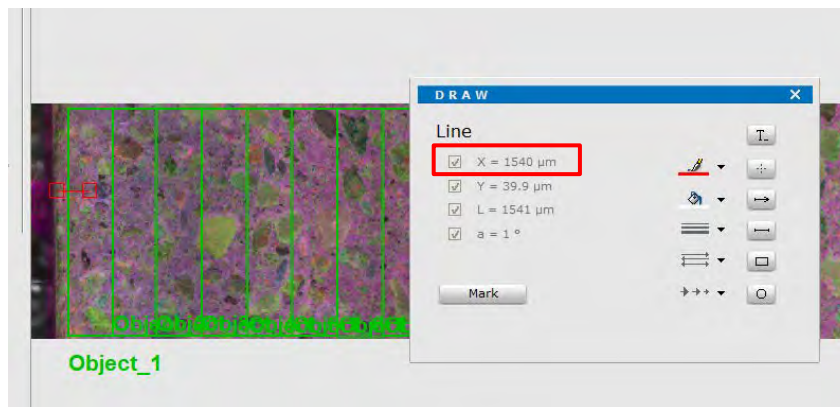 DRAW
Line
X = 1540 µm
Y = 39.9 µm
L = 1541 µm
a = 1 º
Mark
T..
Object_1